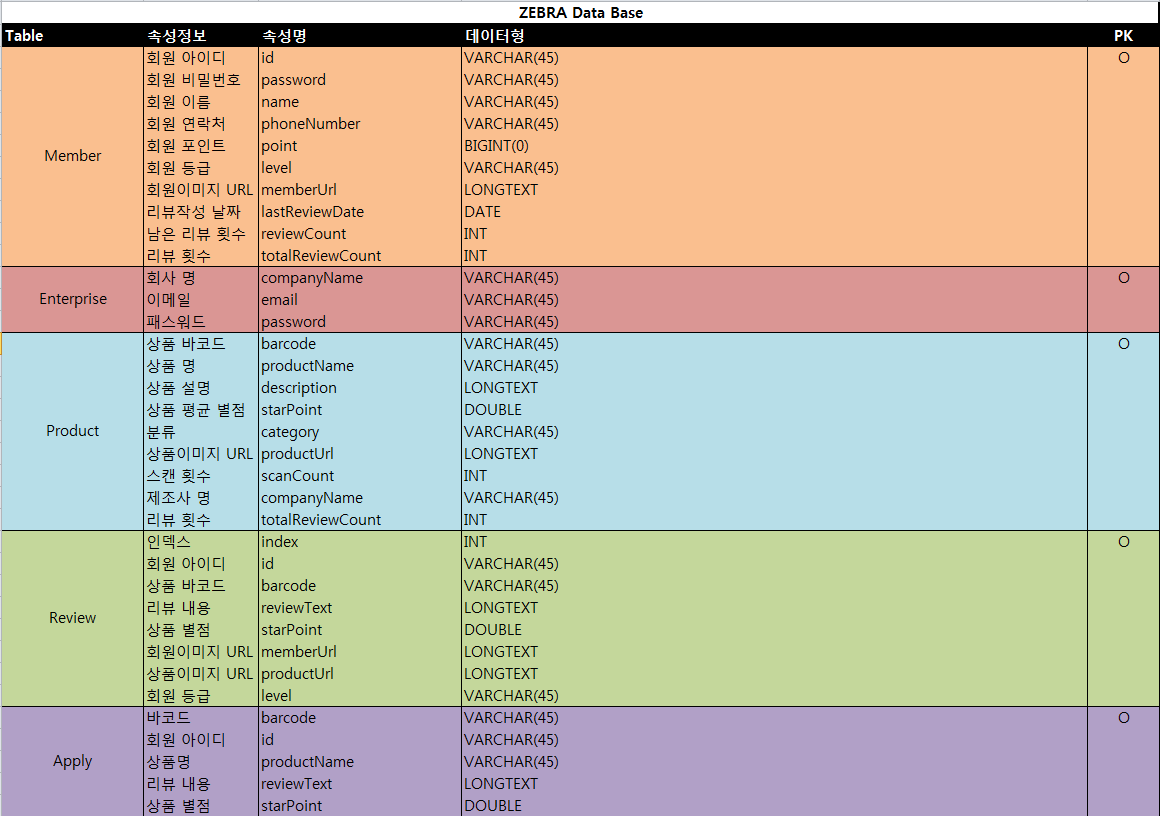 ZEBRA Data Base
Table 속성정보 속성명 데이터형 PK
회원 아이디 id VARCHAR(45) O
회원 비밀번호 password VARCHAR(45)
회원 이름 name VARCHAR(45)
회원 연락처 phoneNumber VARCHAR(45)
회원 포인트 point BIGINT(0)
Member
회원 등급 level VARCHAR(45)
회원이미지 URL memberUrl LONGTEXT
리뷰작성 날짜 lastReviewDate DATE
남은 리뷰 횟수 reviewCount INT
리뷰 횟수 totalReviewCount INT
회사 명 companyName VARCHAR(45) O
Enterprise 이메일 email VARCHAR(45)
패스워드 password VARCHAR(45)
상품 바코드 barcode VARCHAR(45) O
상품 명 productName VARCHAR(45)
상품 설명 description LONGTEXT
상품 평균 별점 starPoint DOUBLE
Product 분류 category VARCHAR(45)
상품이미지 URL productUrl LONGTEXT
스캔 횟수 scanCount INT
제조사 명 companyName VARCHAR(45)
리뷰 횟수 totalReviewCount INT
인덱스 index INT O
회원 아이디 id VARCHAR(45)
상품 바코드 barcode VARCHAR(45)
리뷰 내용 reviewText LONGTEXT
Review
상품 별점 starPoint DOUBLE
회원이미지 URL memberUrl LONGTEXT
상품이미지 URL productUrl LONGTEXT
회원 등급 level VARCHAR(45)
바코드 barcode VARCHAR(45) O
회원 아이디 id VARCHAR(45)
Apply 상품명 productName VARCHAR(45)
리뷰 내용 reviewText LONGTEXT
상품 별점 starPoint DOUBLE